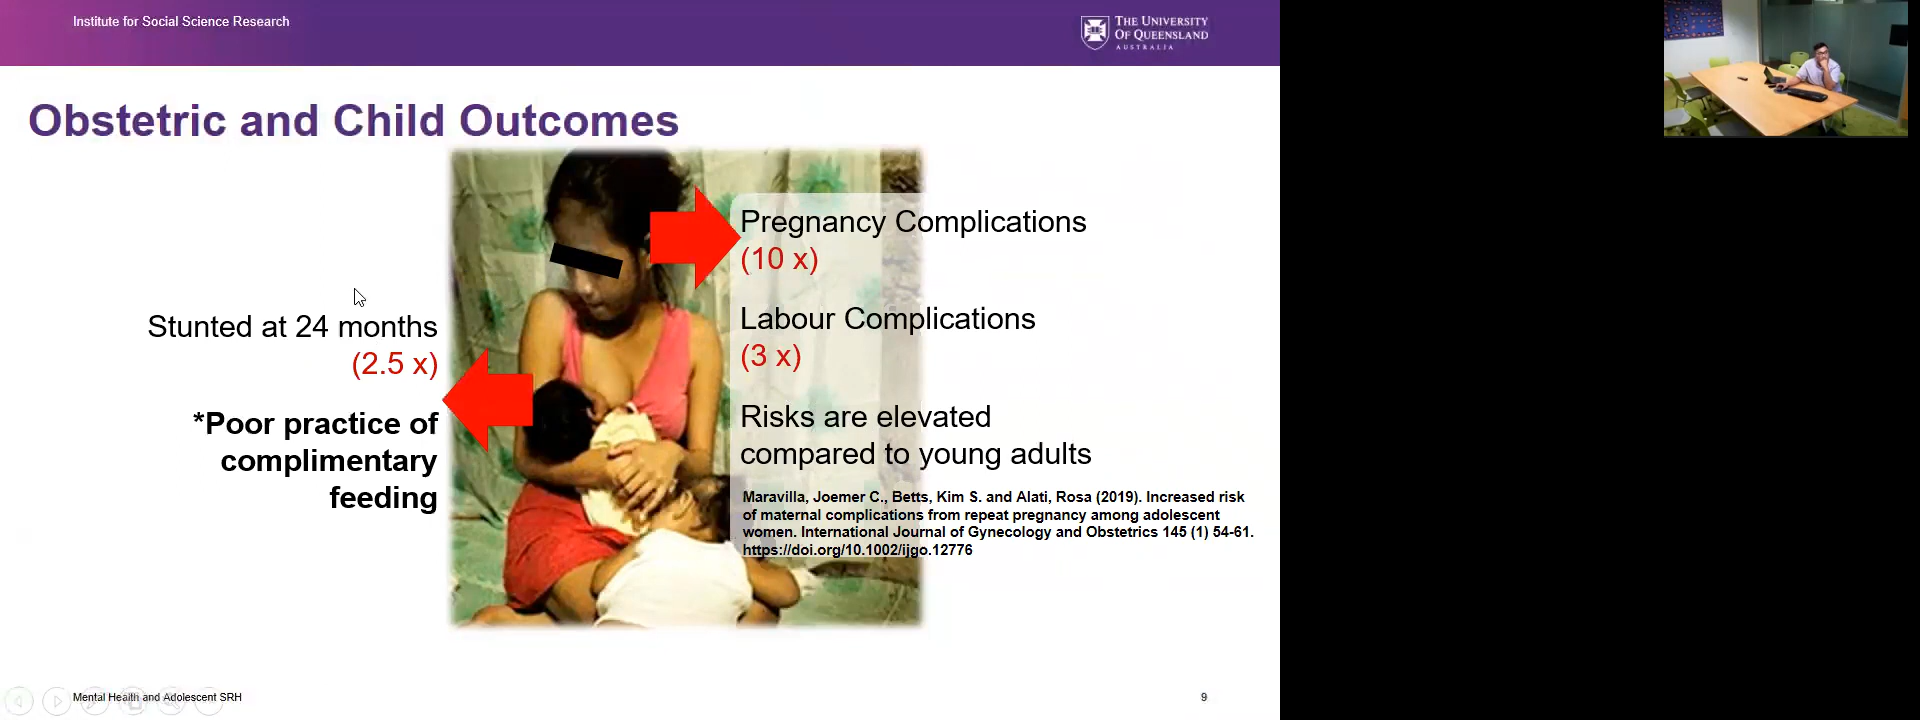 Institute for Social Science Research
THE UNIVERSITY
OF QUEENSLAND
AUSTRALIA
Obstetric and Child Outcomes
Pregnancy Complications
(10 x)
Labour Complications
(3 x)
Risks are elevated
compared to young adults
Stunted at 24 months
(2.5 x)
*Poor practice of
complimentary
feeding
Maravilla, Joemer C., Betts, Kim S. and Alati, Rosa (2019). Increased risk
of maternal complications from repeat pregnancy among adolescent
women. International Journal of Gynecology and Obstetrics 145 (1) 54-61.
https://doi.org/10.1002/ijgo.12776
Mental Health and Adolescent SRH
9